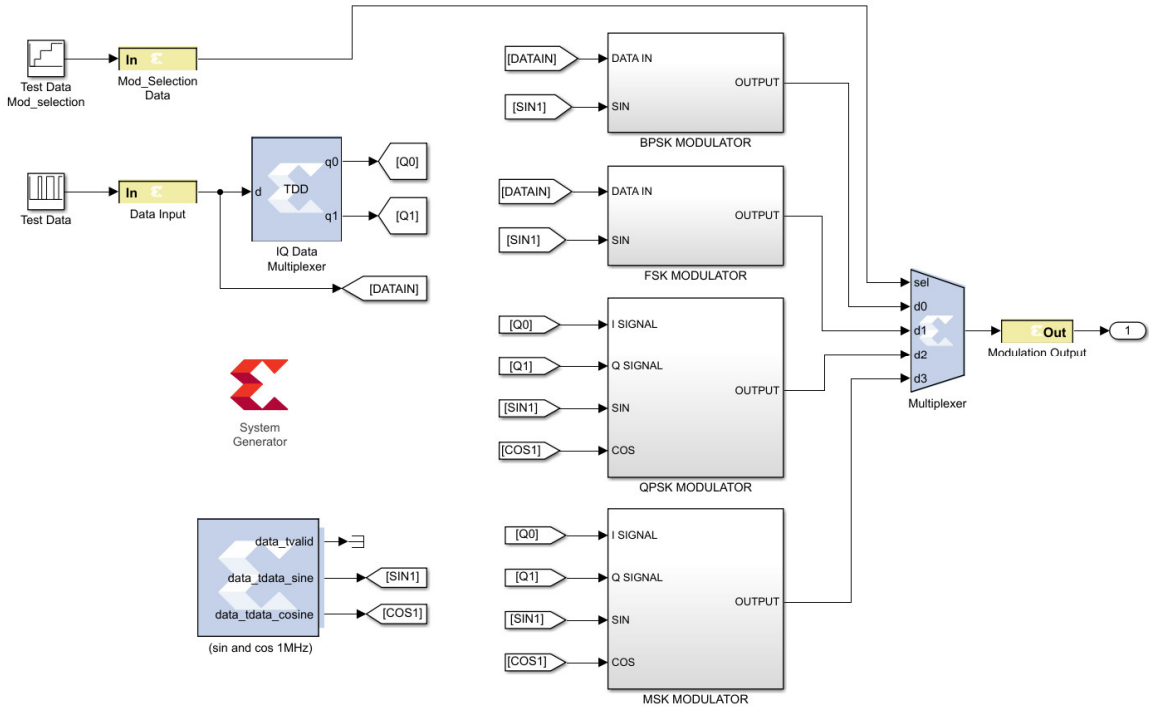 Test Data
Mod_selection
In
Mod_Selection
Data
Test Data
In
Data Input
d
TDD
q0
q1
IQ Data
Multiplexer
[Q0]
[Q1]
[DATAIN]
System
Generator
data_tvalid
data_tdata_sine
data_tdata_cosine
(sin and cos 1MHz)
[SIN1]
[COS1]
[DATAIN]
[SIN1]
DATA IN
SIN
OUTPUT
BPSK MODULATOR
[DATAIN]
[SIN1]
DATA IN
SIN
OUTPUT
FSK MODULATOR
[Q0]
[Q1]
[SIN1]
[COS1]
I SIGNAL
Q SIGNAL
SIN
COS
OUTPUT
QPSK MODULATOR
[Q0]
[Q1]
[SIN1]
[COS1]
I SIGNAL
Q SIGNAL
SIN
COS
OUTPUT
MSK MODULATOR
sel
d0
d1
d2
d3
Multiplexer
Out
Modulation Output
1